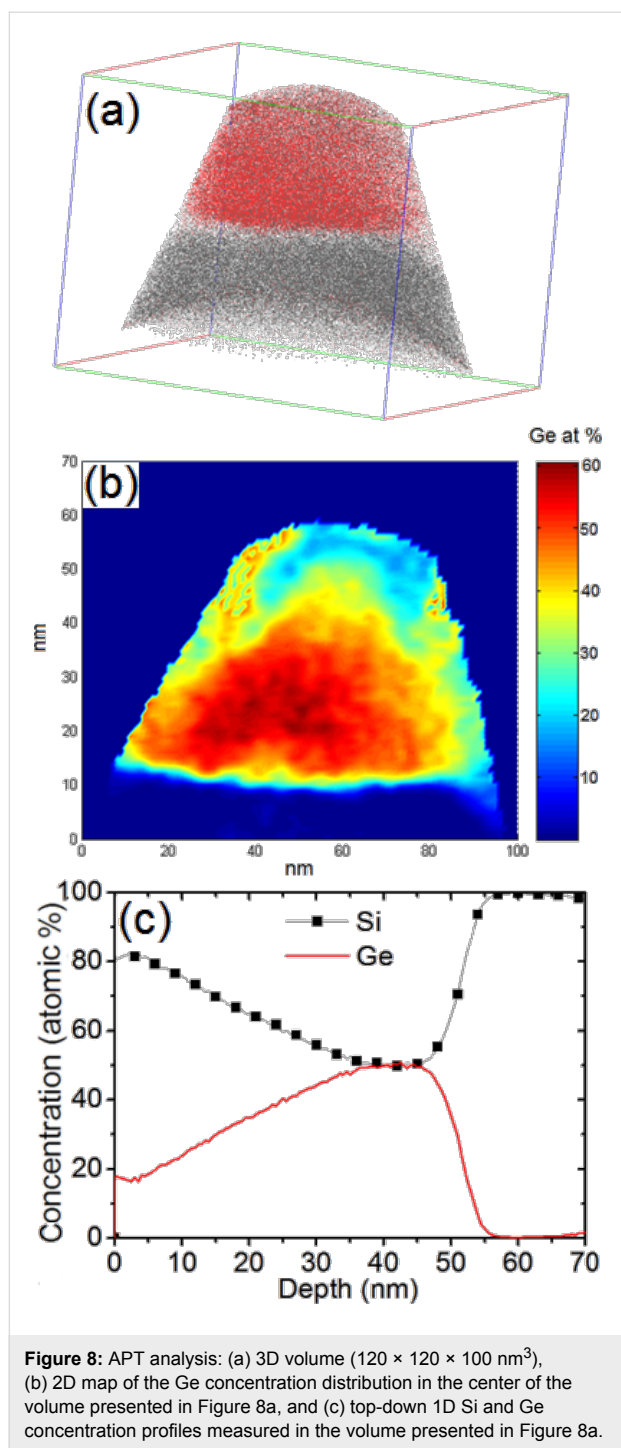 (a)
Ge at %
(b)
70
60
50
40
30
20
10
0
nm
0
20
40
60
80
100
nm
60
50
40
30
20
10
(c)
Si
Ge
Concentration (atomic %)
100
80
60
40
20
0
0
10
20
30
40
50
60
70
Depth (nm)
Figure 8: APT analysis: (a) 3D volume (120 × 120 × 100 nm³),
(b) 2D map of the Ge concentration distribution in the center of the
volume presented in Figure 8a, and (c) top-down 1D Si and Ge
concentration profiles measured in the volume presented in Figure 8a.